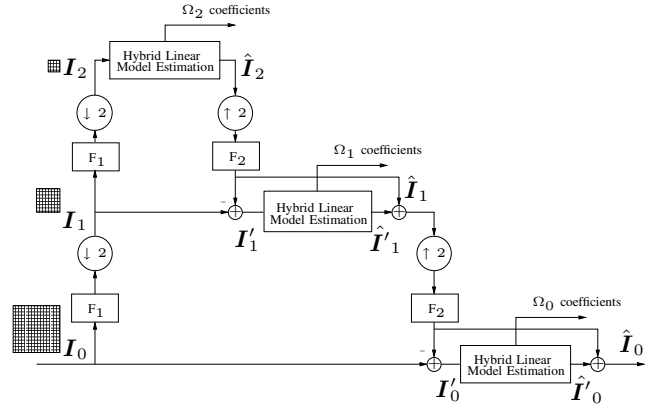 Ω₂ coefficients
I₂
Hybrid Linear
Model Estimation
Î₂
↓ 2
↑ 2
F₁
F₂
Ω₁ coefficients
I₁
-
+
I′₁
Hybrid Linear
Model Estimation
Î′₁
+
Î₁
↓ 2
↑ 2
F₁
F₂
Ω₀ coefficients
I₀
-
+
I′₀
Hybrid Linear
Model Estimation
Î′₀
+
Î₀